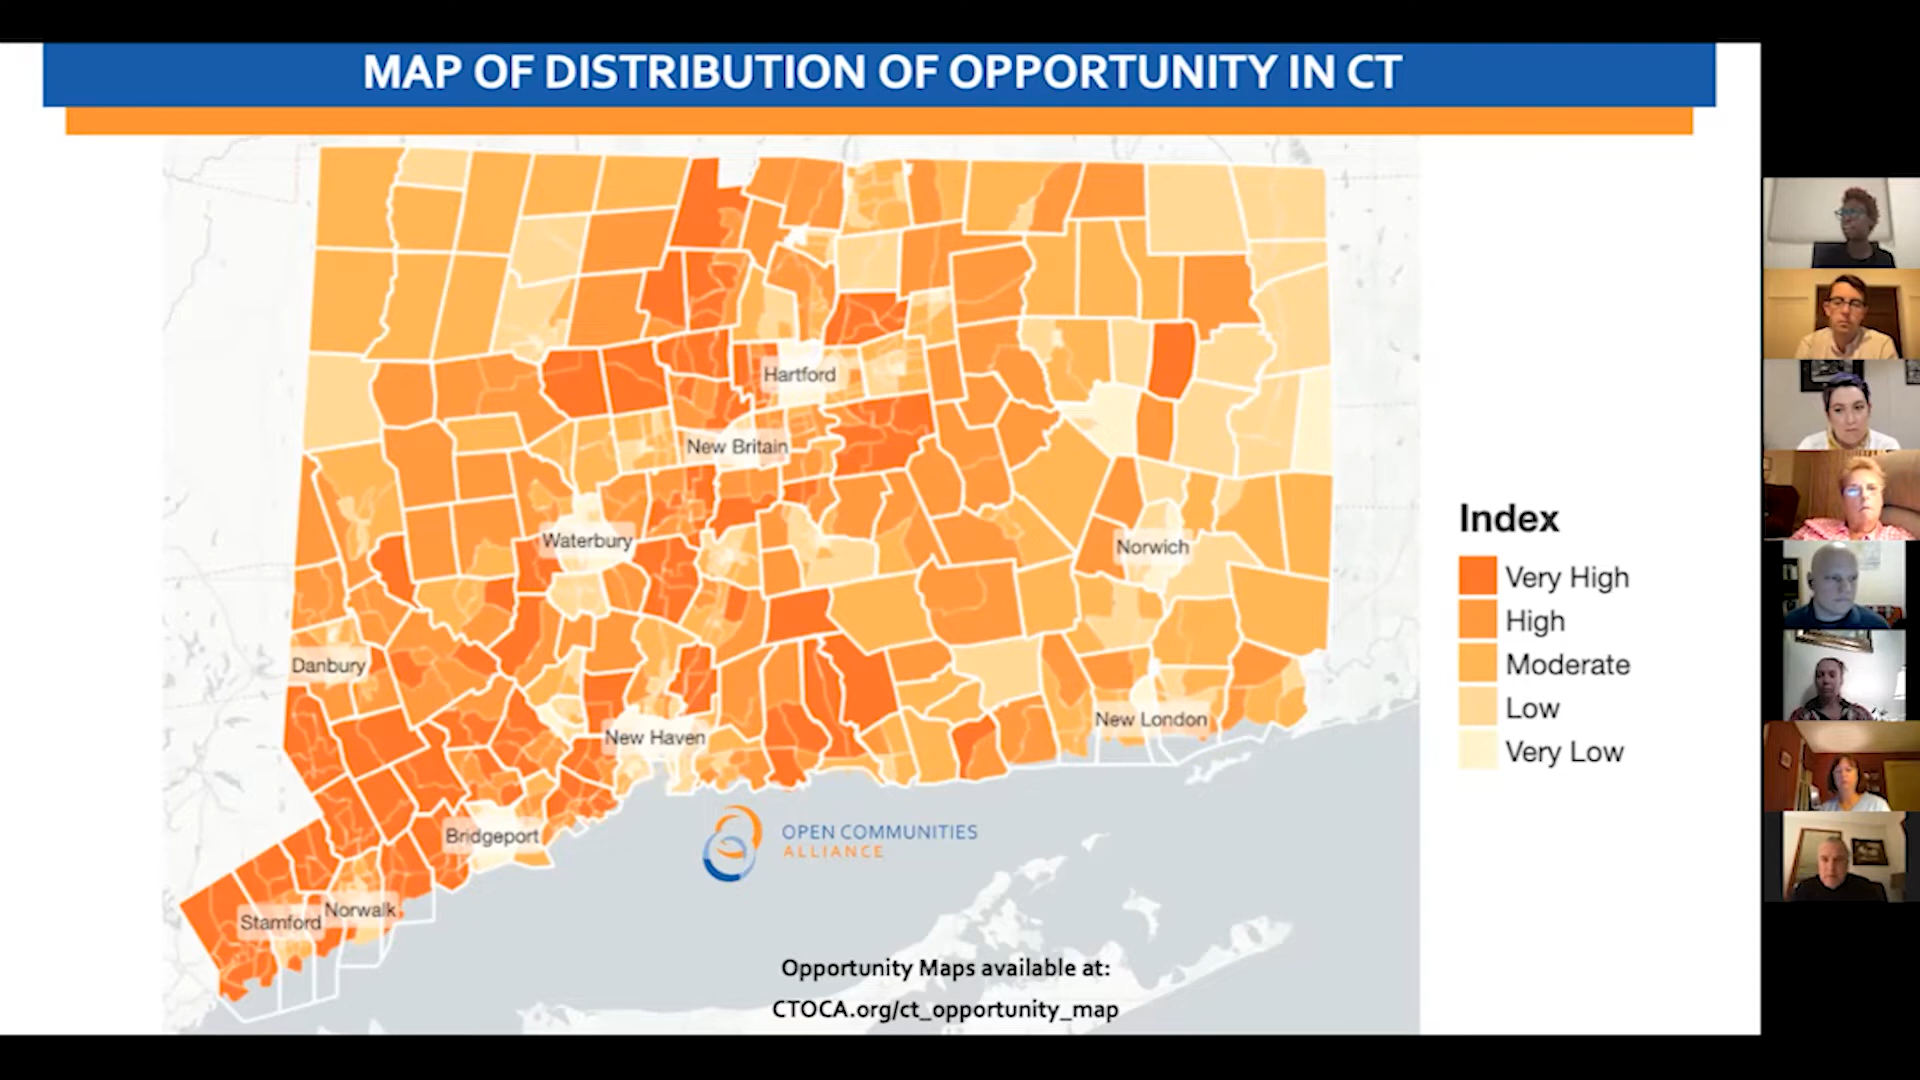 MAP OF DISTRIBUTION OF OPPORTUNITY IN CT
Hartford
New Britain
Waterbury
Norwich
Danbury
New London
New Haven
Bridgeport
Norwalk
Stamford
Index
Very High
High
Moderate
Low
Very Low
OPEN COMMUNITIES
ALLIANCE
Opportunity Maps available at:
CTOCA.org/ct_opportunity_map